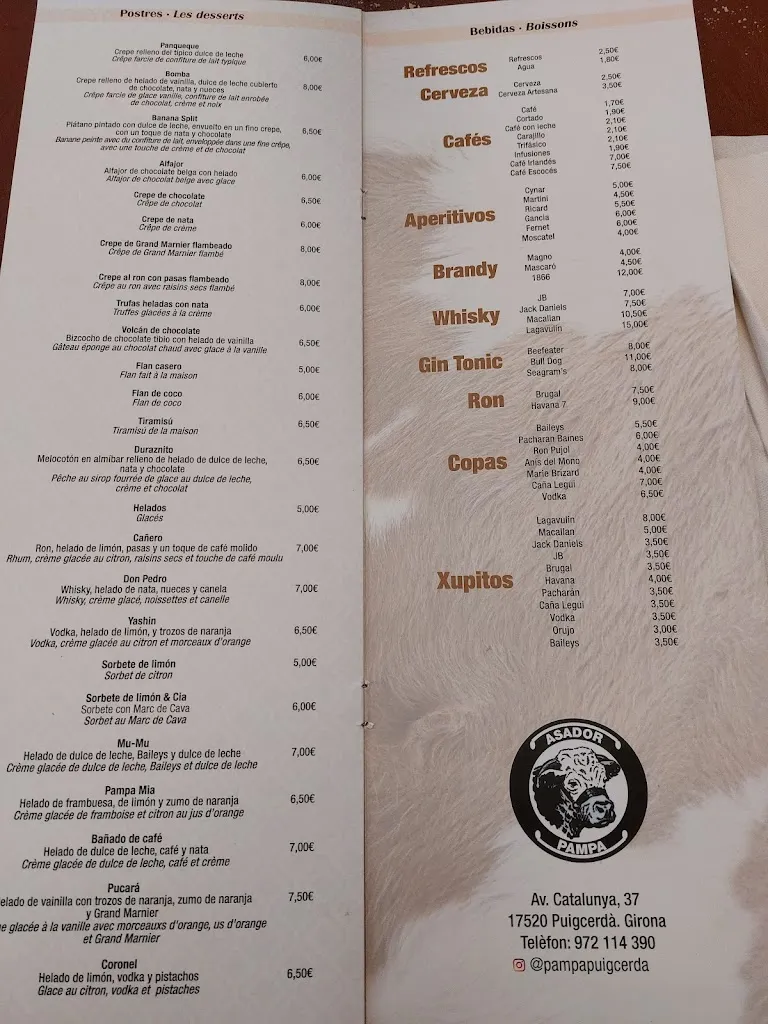 Postres · Les desserts
Panqueque
Crepe relleno del típico dulce de leche 6,00€
Crêpe farcie de confiture de lait typique
Bomba
Crepe relleno de helado de vainilla, dulce de leche cubierto
de chocolate, nata y nueces 8,00€
Crêpe farcie glace vanille, confiture de lait enrobée
de chocolat, crème et noix
Banana Split
Plátano pintado con dulce de leche, envuelto en un fino crepe, 6,50€
con un toque de nata y chocolate
Banane peinte avec du confiture de lait, enveloppée dans une fine crêpe,
avec une touche de crème et de chocolat
Alfajor
Alfajor de chocolate belga con helado 6,00€
Alfajor de chocolat belge avec glace
Crepe de chocolate 6,50€
Crêpe de chocolat
Crepe de nata 6,00€
Crêpe de crème
Crepe de Grand Marnier flambeado 8,00€
Crêpe de Grand Marnier flambé
Crepe al ron con pasas flambeado 8,00€
Crêpe au ron avec raisins secs flambé
Trufas heladas con nata 6,00€
Truffes glacées à la crème
Volcán de chocolate
Bizcocho de chocolate tibio con helado de vainilla 6,50€
Gâteau éponge au chocolat chaud avec glace à la vanille
Flan casero 5,00€
Flan fait à la maison
Flan de coco 6,00€
Flan de coco
Tiramisú 6,50€
Tiramisú de la maison
Duraznito
Melocotón en almíbar relleno de helado de dulce de leche, 6,50€
nata y chocolate
Pêche au sirop fourrée de glace au dulce de leche,
crème et chocolat
Helados 5,00€
Glacés
Cañero
Ron, helado de limón, pasas y un toque de café molido 7,00€
Rhum, crème glacée au citron, raisins secs et touche de café moulu
Don Pedro
Whisky, helado de nata, nueces y canela 7,00€
Whisky, crème glacé, noissettes et canelle
Yashin
Vodka, helado de limón, y trozos de naranja 6,50€
Vodka, crème glacée au citron et morceaux d'orange
Sorbete de limón 5,00€
Sorbet de citron
Sorbete de limón & Cia
Sorbete con Marc de Cava 6,00€
Sorbet au Marc de Cava
Mu-Mu
Helado de dulce de leche, Baileys y dulce de leche 7,00€
Crème glacée de dulce de leche, Baileys et dulce de leche
Pampa Mia
Helado de frambuesa, de limón y zumo de naranja 6,50€
Crème glacée de framboise et citron au jus d'orange
Bañado de café
Helado de dulce de leche, café y nata 7,00€
Crème glacée de dulce de leche, café et crème
Pucará
elado de vainilla con trozos de naranja, zumo de naranja 7,50€
y Grand Marnier
e glacée à la vanille avec morceauxs d'orange, us d'orange
et Grand Marnier
Coronel
Helado de limón, vodka y pistachos 6,50€
Glace au citron, vodka et pistaches
Bebidas · Boissons
Refrescos
Refrescos 2,50€
Agua 1,80€
Cerveza
Cerveza 2,50€
Cerveza Artesana 3,50€
Cafés
Café 1,70€
Cortado 1,90€
Café con leche 2,10€
Carajillo 2,10€
Trifásico 2,10€
Infusiones 1,90€
Café Irlandés 7,00€
Café Escocés 7,50€
Aperitivos
Cynar 5,00€
Martini 4,50€
Ricard 5,50€
Gancia 6,00€
Fernet 6,00€
Moscatel 4,00€
Brandy
Magno 4,00€
Mascaró 4,50€
1866 12,00€
Whisky
JB 7,00€
Jack Daniels 7,50€
Macallan 10,50€
Lagavulin 15,00€
Gin Tonic
Beefeater 8,00€
Bull Dog 11,00€
Seagram's 8,00€
Ron
Brugal 7,50€
Havana 7 9,00€
Copas
Baileys 5,50€
Pacharan Baines 6,00€
Ron Pujol 4,00€
Anis del Mono 4,00€
Marie Brizard 4,00€
Caña Legui 7,00€
Vodka 6,50€
Xupitos
Lagavulin 8,00€
Macallan 5,00€
Jack Daniels 3,50€
JB 3,50€
Brugal 3,50€
Havana 4,00€
Pacharán 3,50€
Caña Legui 3,50€
Vodka 3,50€
Orujo 3,00€
Baileys 3,50€
ASADOR
PAMPA
Av. Catalunya, 37
17520 Puigcerdà. Girona
Telèfon: 972 114 390
@pampapuigcerda